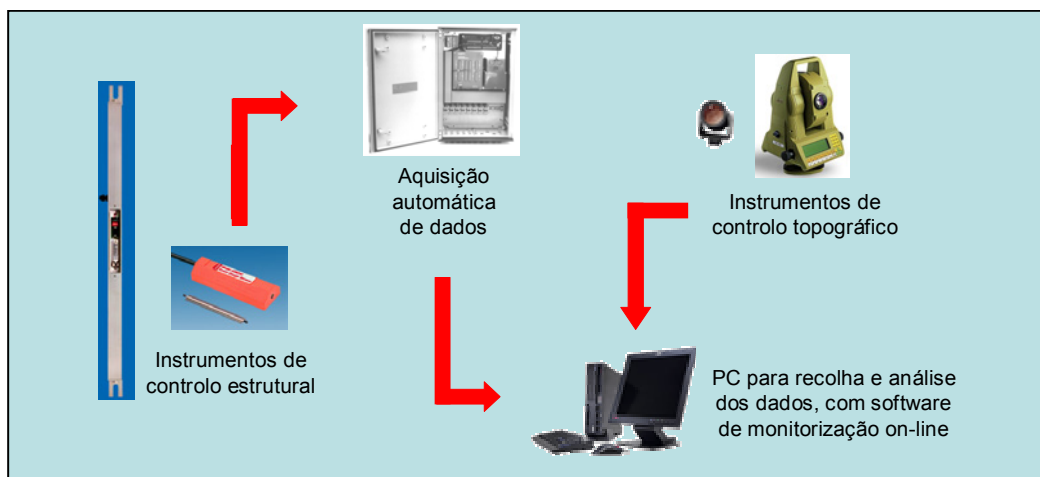 Aquisição
automática
de dados
Instrumentos de
controlo topográfico
Instrumentos de
controlo estrutural
PC para recolha e análise
dos dados, com software
de monitorização on-line